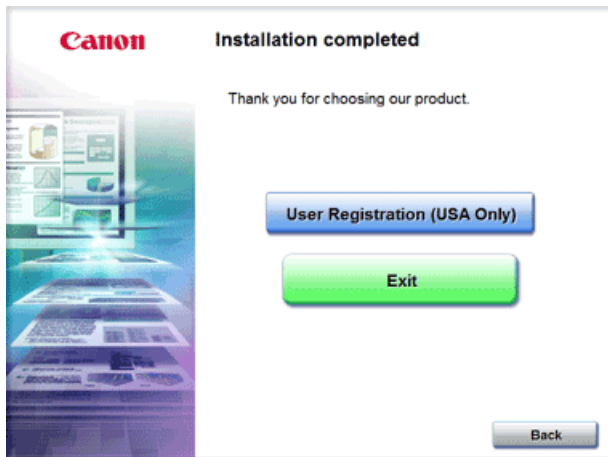 Canon
Installation completed
Thank you for choosing our product.
User Registration (USA Only)
Exit
Back